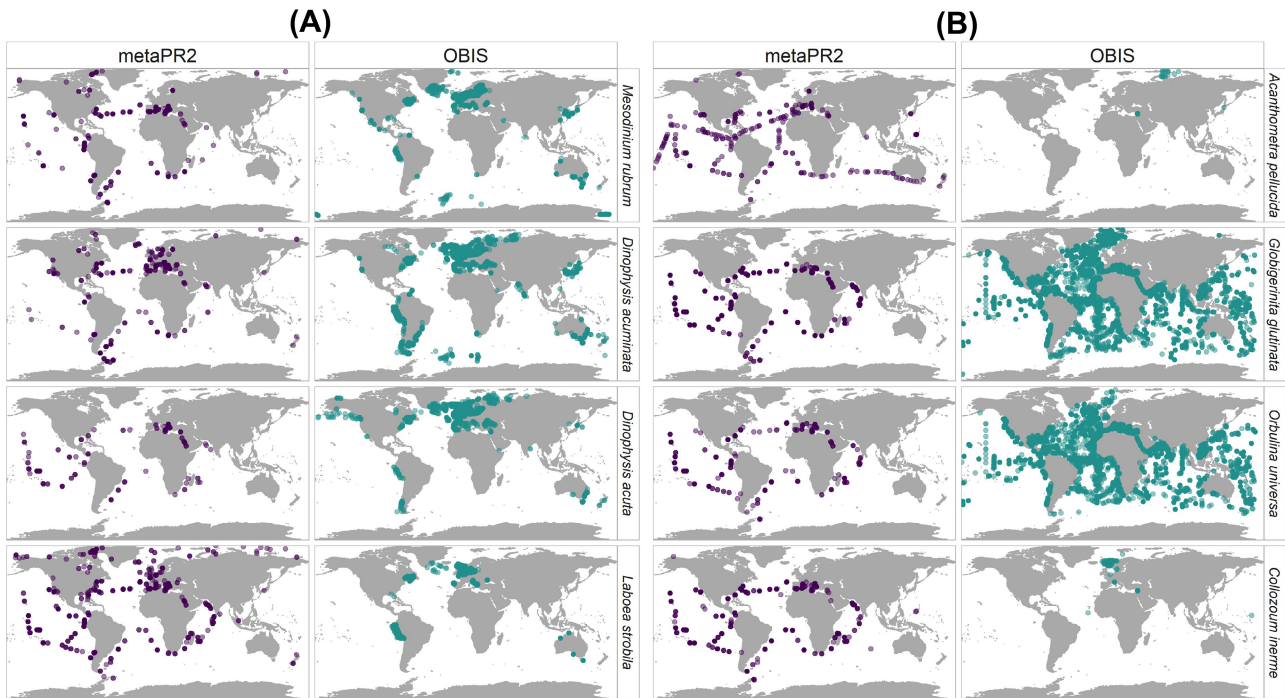 (A)
(B)
metaPR2
OBIS
metaPR2
OBIS
Mesodinium rubrum
Acanthometra pellucida
Dinophysis acuminata
Globigerinita glutinata
Dinophysis acuta
Orbulina universa
Laboea strobila
Collozoum inerme